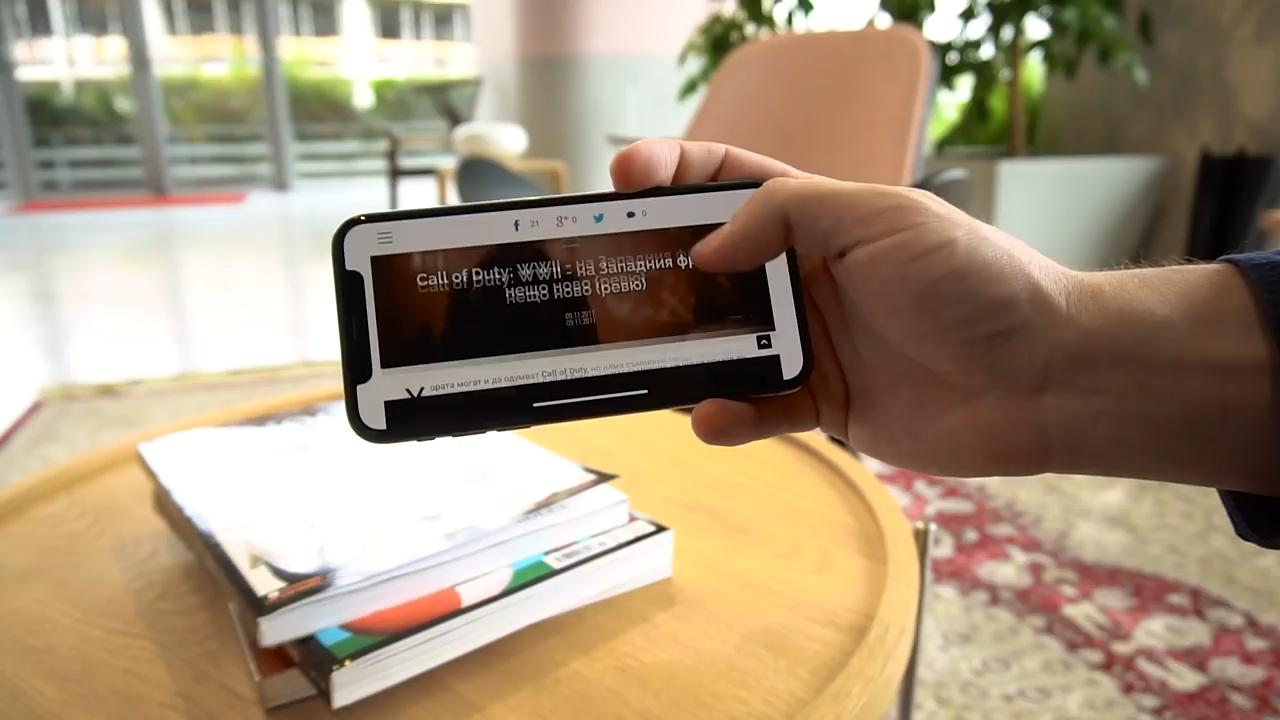 21 g+ 0 0
Call of Duty: WWII - на Западния фр
нещо ново (ревю)
09.11.2017
ората могат и да одумват Call of Duty, но няма съмнение